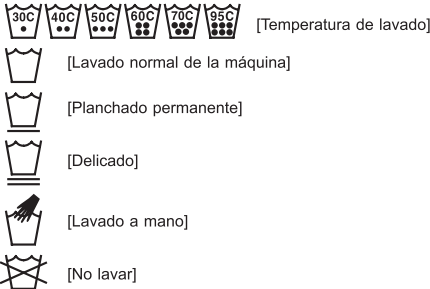 30C 40C 50C 60C 70C 95C [Temperatura de lavado]
[Lavado normal de la máquina]
[Planchado permanente]
[Delicado]
[Lavado a mano]
[No lavar]